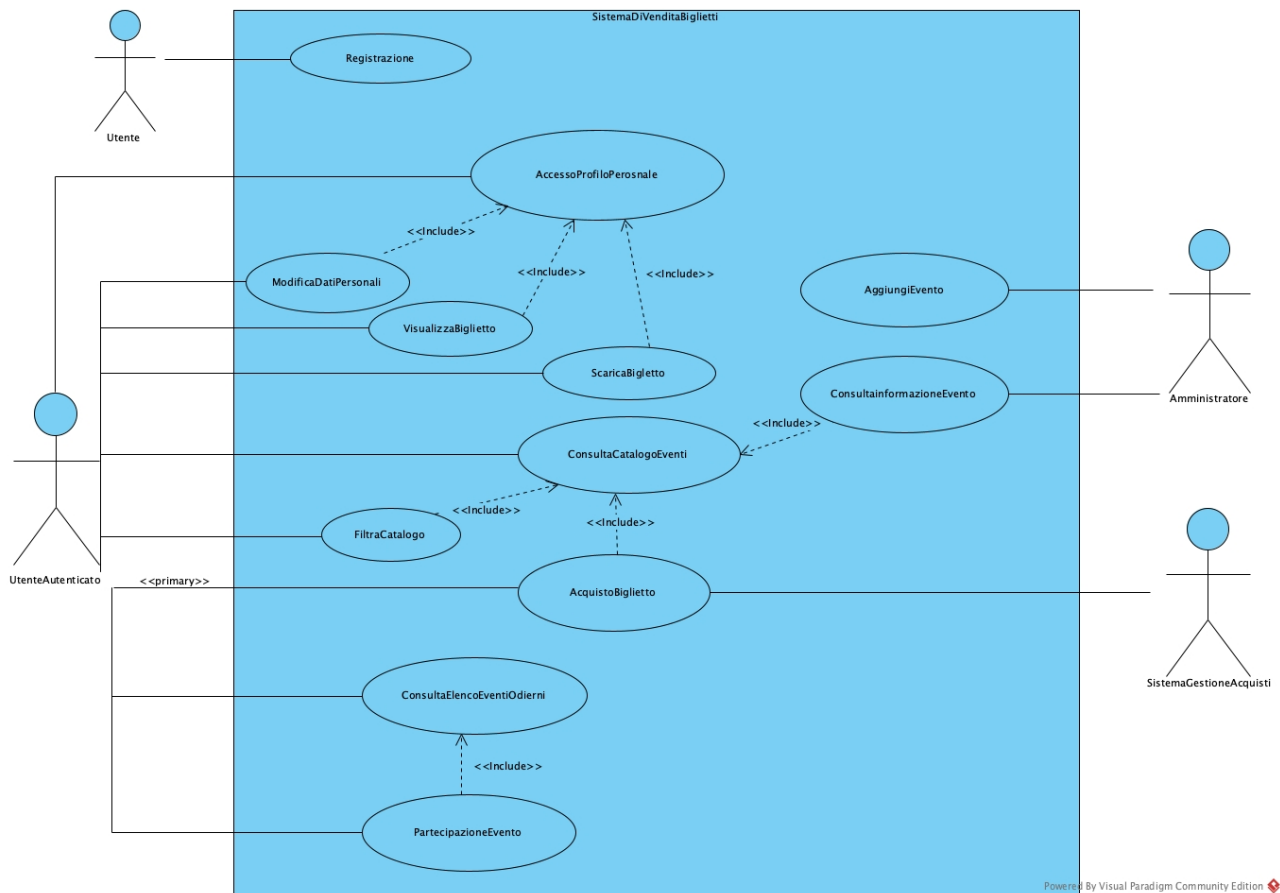 SistemaDiVenditaBiglietti
Registrazione
Utente
AccessoProfiloPerosnale
<<Include>>
ModificaDatiPersonali
<<Include>>
<<Include>>
AggiungiEvento
VisualizzaBiglietto
ScaricaBigletto
ConsultainformazioneEvento
Amministratore
<<Include>>
ConsultaCatalogoEventi
<<Include>>
<<Include>>
FiltraCatalogo
UtenteAutenticato
<<primary>>
AcquistoBiglietto
SistemaGestioneAcquisti
ConsultaElencoEventiOdierni
<<Include>>
PartecipazioneEvento
Powered By Visual Paradigm Community Edition